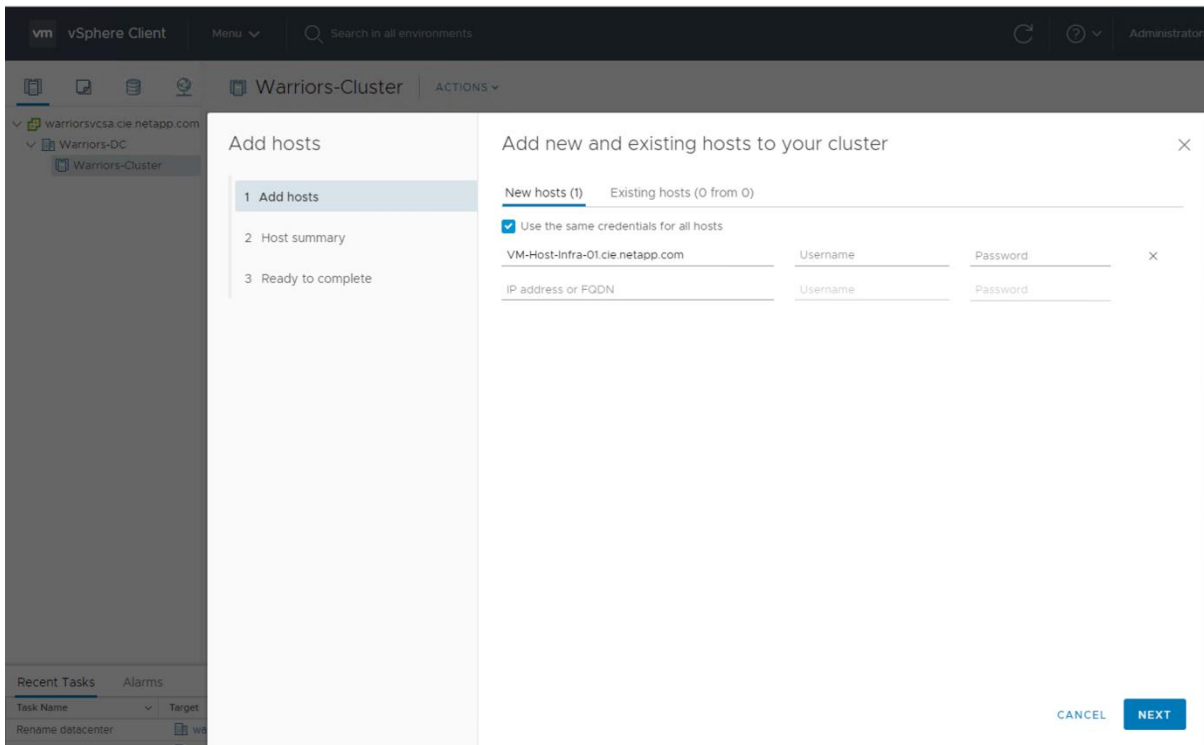 vm vSphere Client Menu Search in all environments Administrator
Warriors-Cluster ACTIONS
warriorsvcsa.cie.netapp.com
Warriors-DC
Warriors-Cluster
Add hosts
1 Add hosts
2 Host summary
3 Ready to complete
Add new and existing hosts to your cluster
New hosts (1) Existing hosts (0 from 0)
Use the same credentials for all hosts
VM-Host-Infra-01.cie.netapp.com Username Password
IP address or FQDN Username Password
CANCEL NEXT
Recent Tasks Alarms
Task Name Target
Rename datacenter